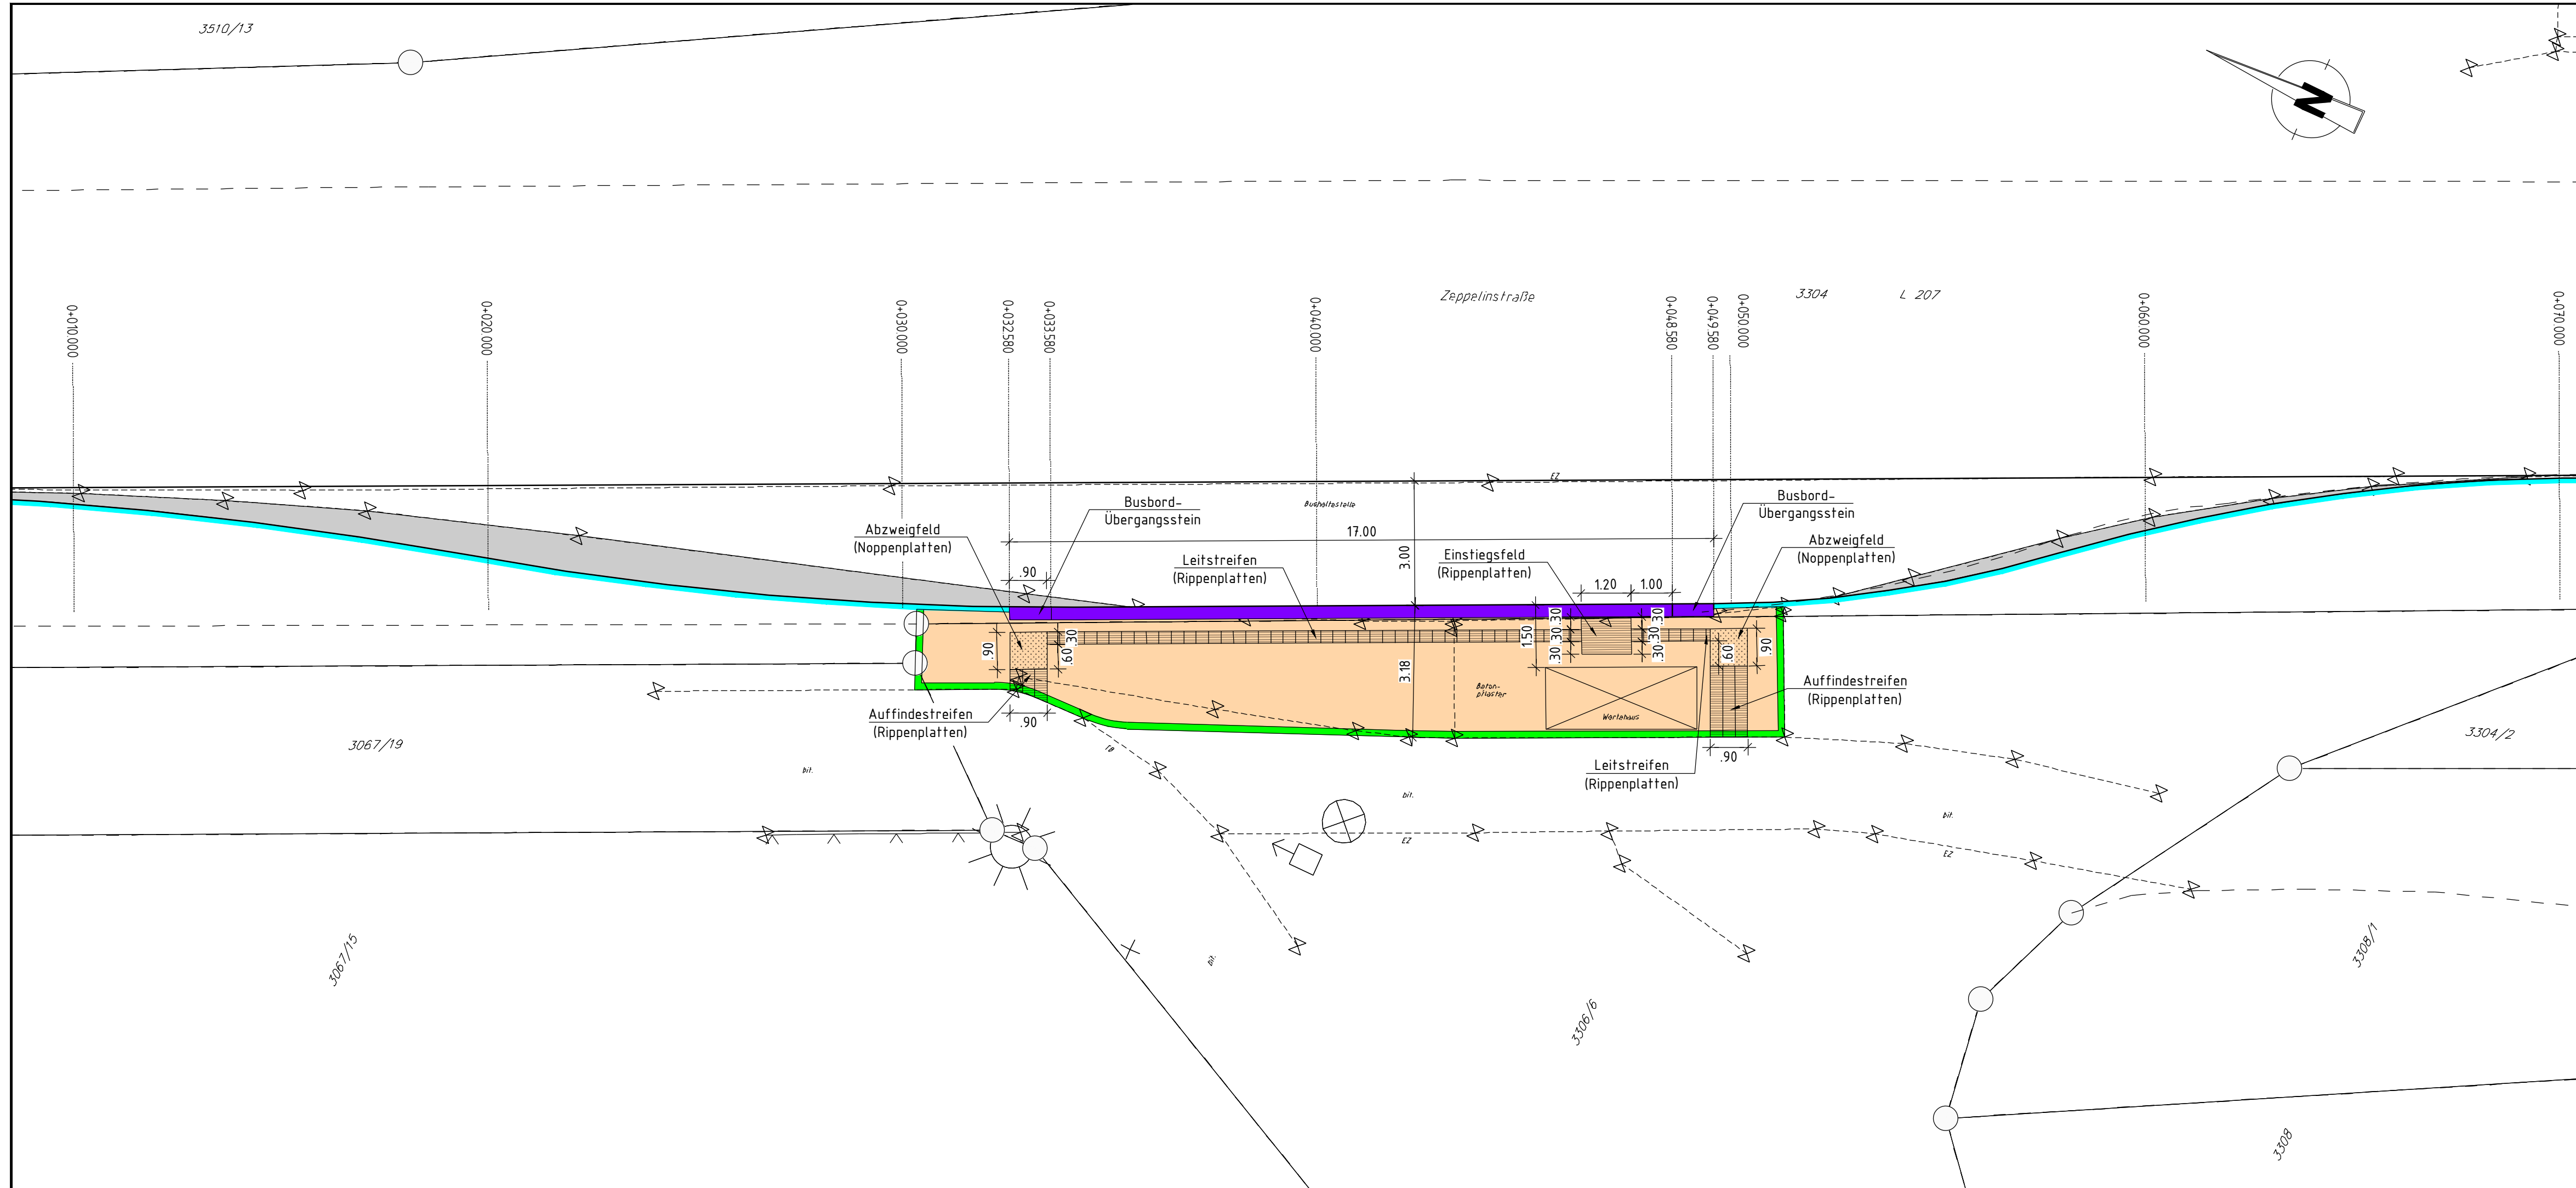 3510/13
N
Zeppelinstraße
3304
L 207
0+010.000
0+020.000
0+030.000
0+032.580
0+033.580
0+040.000
0+048.580
0+049.580
0+050.000
0+060.000
0+070.000
EZ
Bushaltestelle
Busbord-
Übergangsstein
Busbord-
Übergangsstein
17.00
3.00
Abzweigfeld
(Noppenplatten)
Leitstreifen
(Rippenplatten)
Einstiegsfeld
(Rippenplatten)
Abzweigfeld
(Noppenplatten)
.90
1.20
1.00
.90
.30
.60
1.50
.30
.30
.30
.30
.30
.30
.60
.90
3.18
Beton-
pflaster
Wartehaus
Auffindestreifen
(Rippenplatten)
.90
Auffindestreifen
(Rippenplatten)
.90
Leitstreifen
(Rippenplatten)
3067/19
3304/2
bit.
bit.
bit.
EZ
EZ
bit.
3067/15
3306/6
3308/1
3308